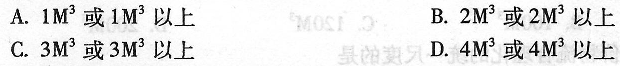 A. 1M³ 或 1M³ 以上 B. 2M³ 或 2M³ 以上
C. 3M³ 或 3M³ 以上 D. 4M³ 或 4M³ 以上